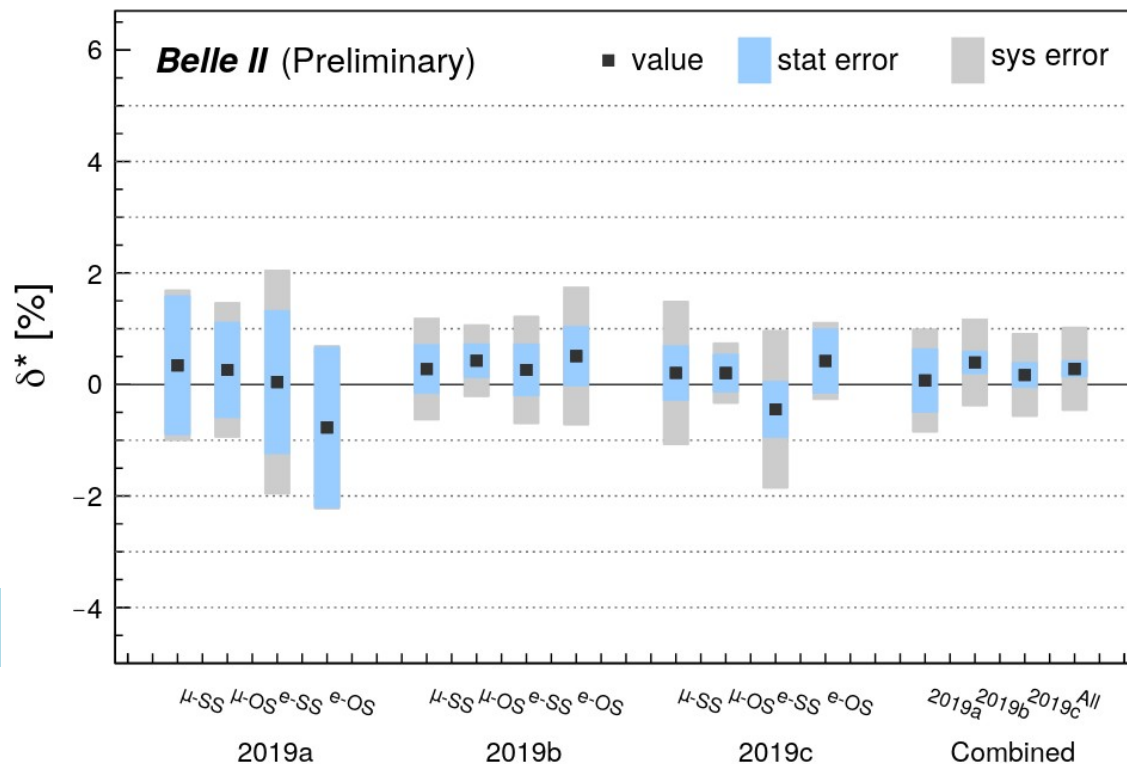 Belle II (Preliminary) value stat error sys error
6
4
2
0
−2
−4
δ* [%]
μ-SS μ-OS e-SS e-OS μ-SS μ-OS e-SS e-OS μ-SS μ-OS e-SS e-OS 2019a 2019b 2019c All
2019a 2019b 2019c Combined